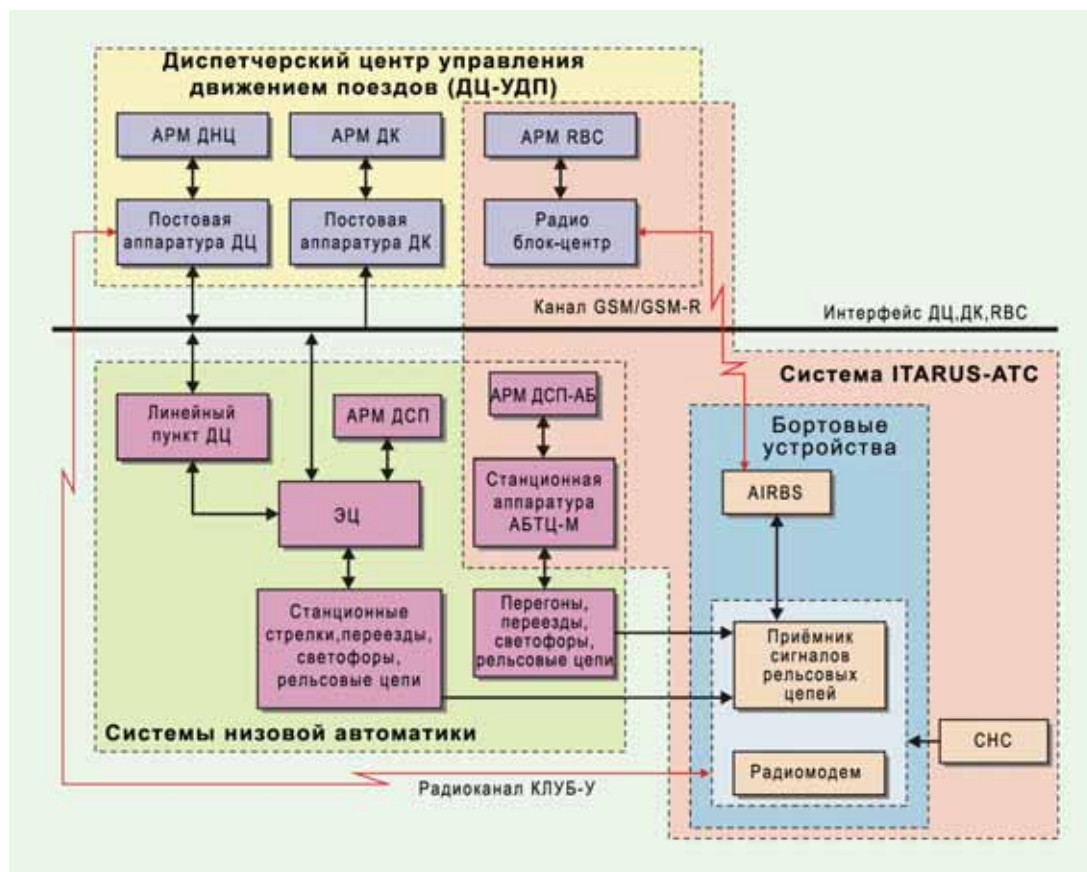 Диспетчерский центр управления
движением поездов (ДЦ-УДП)
АРМ ДНЦ
АРМ ДК
АРМ RBC
Постовая
аппаратура ДЦ
Постовая
аппаратура ДК
Радио
блок-центр
Канал GSM/GSM-R
Интерфейс ДЦ,ДК,RBC
Линейный
пункт ДЦ
АРМ ДСП
АРМ ДСП-АБ
Система ITARUS-ATC
Бортовые
устройства
ЭЦ
Станционная
аппаратура
АБТЦ-М
AIRBS
Станционные
стрелки,переезды,
светофоры,
рельсовые цепи
Перегоны,
переезды,
светофоры,
рельсовые цепи
Приёмник
сигналов
рельсовых
цепей
Системы низовой автоматики
СНС
Радиомодем
Радиоканал КЛУБ-У